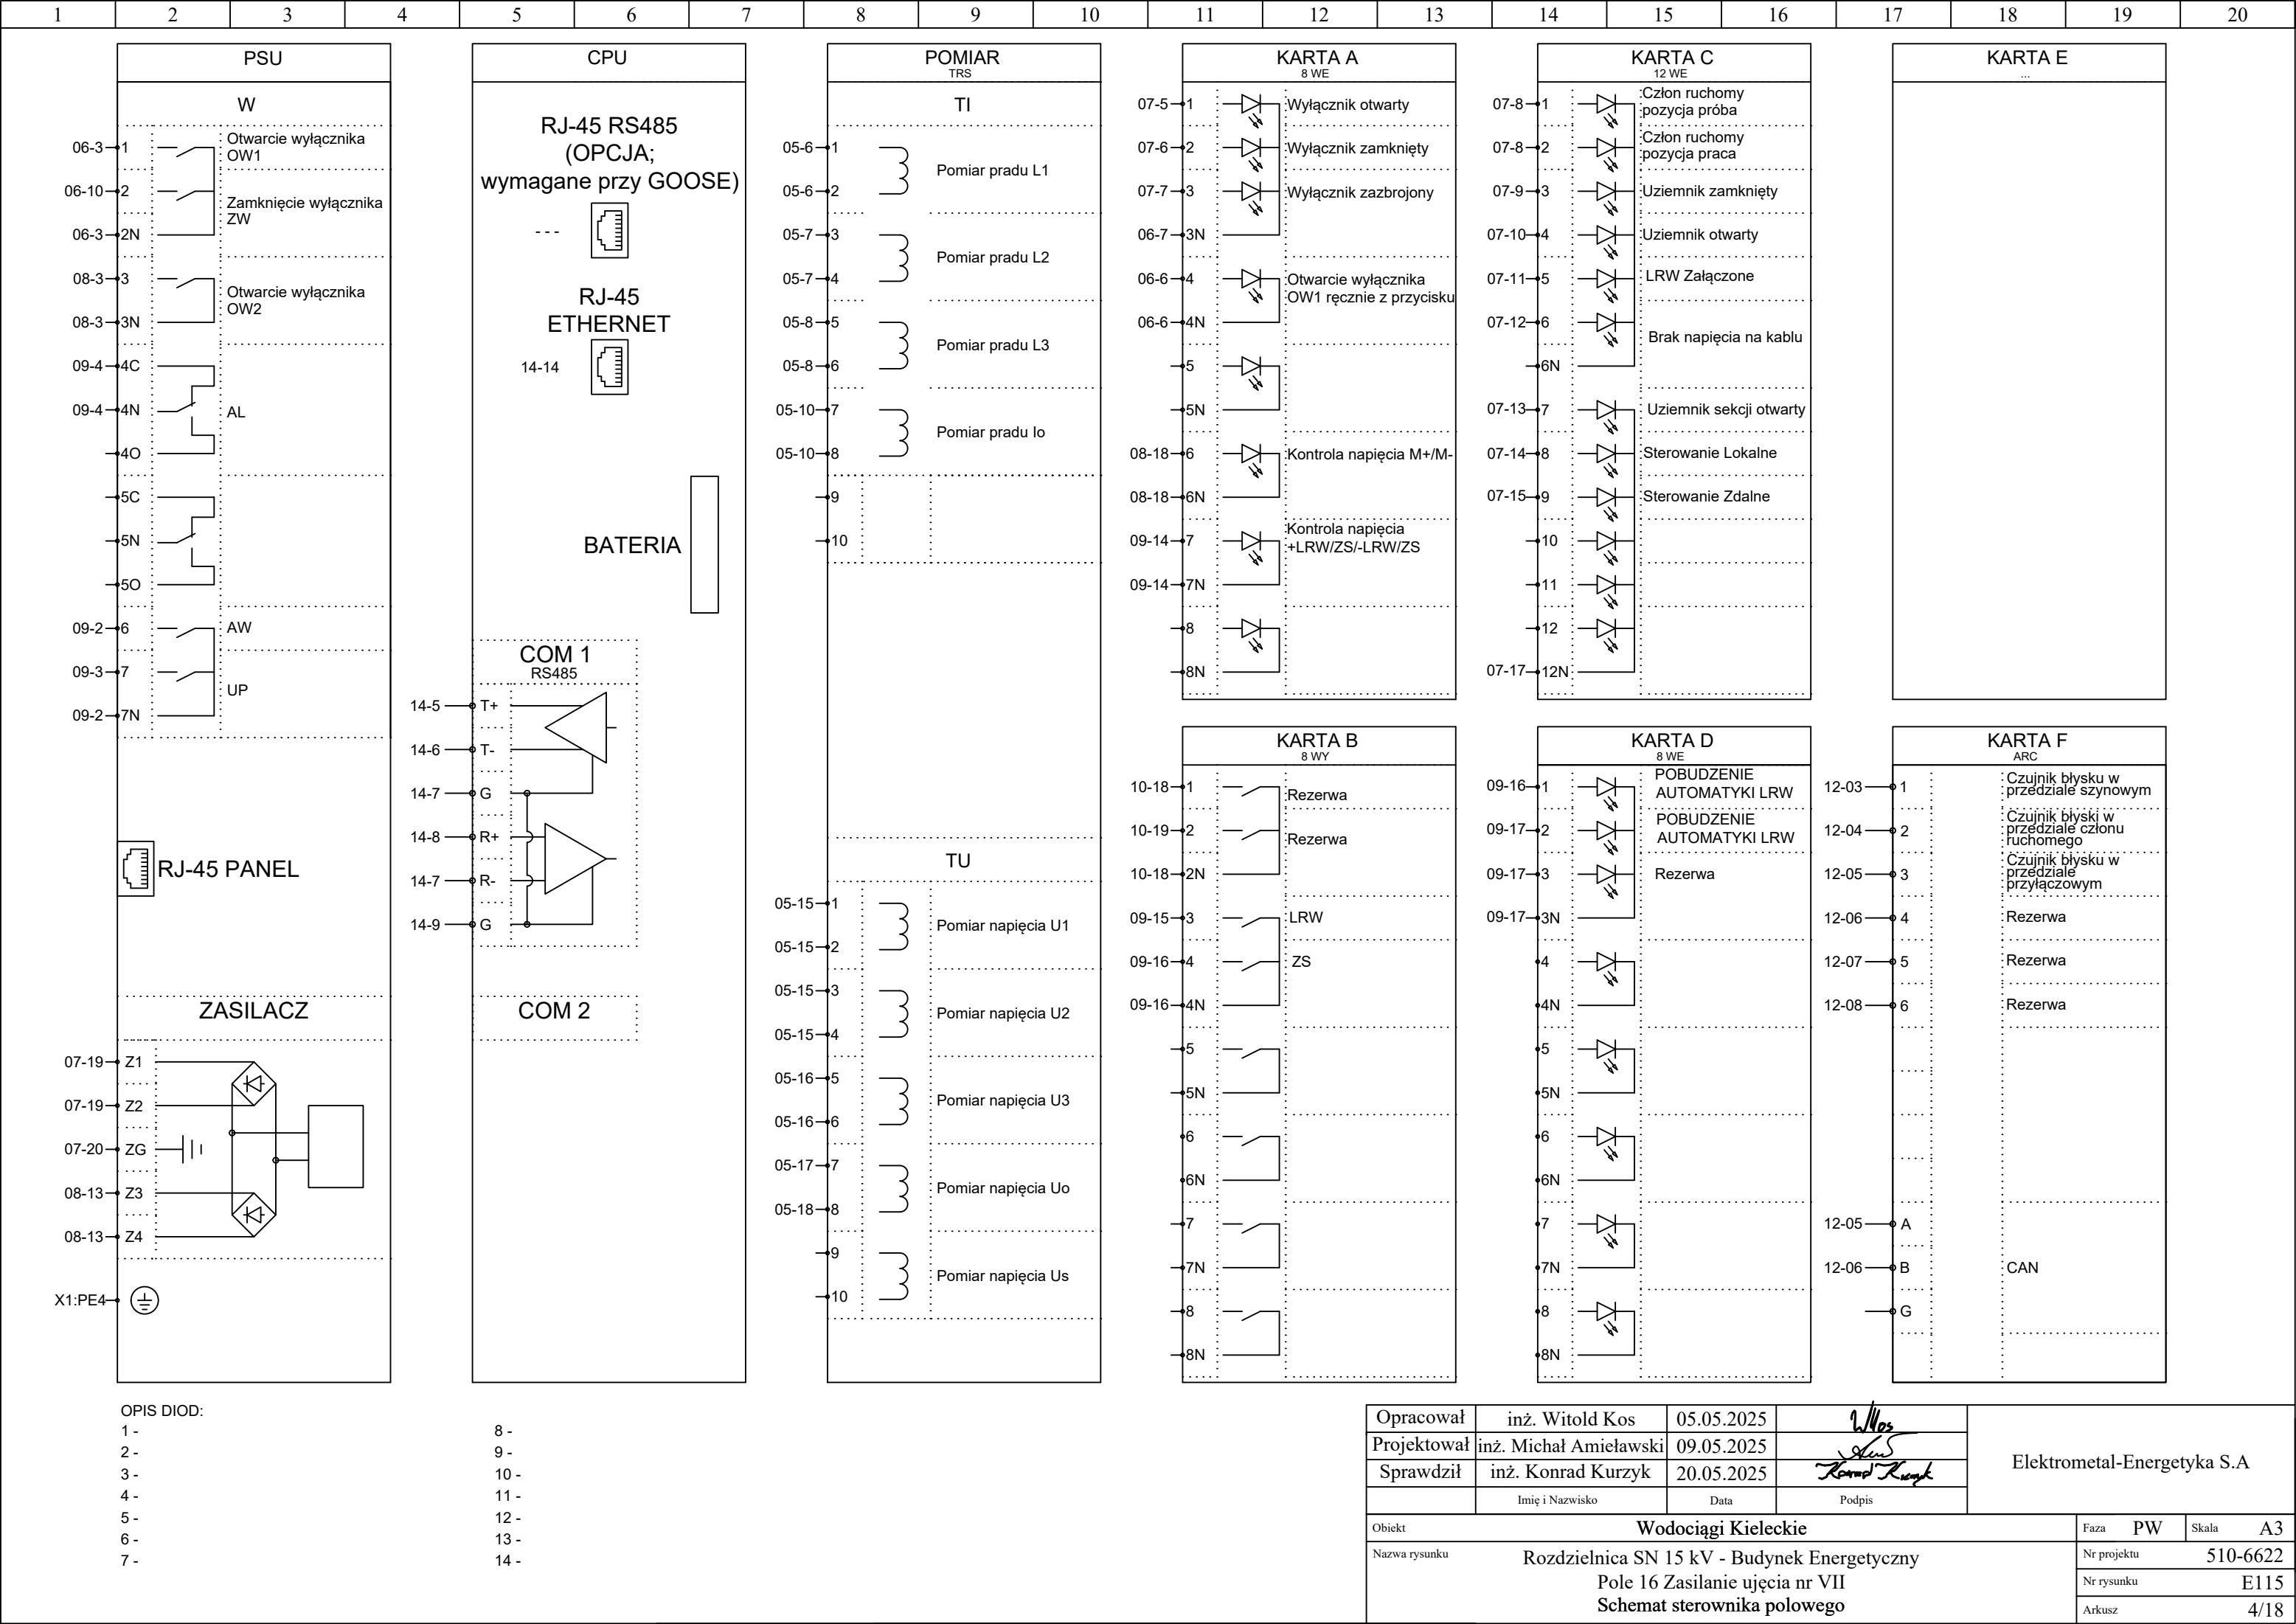 1 2 3 4 5 6 7 8 9 10 11 12 13 14 15 16 17 18 19 20
PSU
W
06-3 1 Otwarcie wyłącznika
OW1
06-10 2 Zamknięcie wyłącznika
ZW
06-3 2N
08-3 3 Otwarcie wyłącznika
OW2
08-3 3N
09-4 4C
09-4 4N AL
4O
5C
5N
5O
09-2 6 AW
09-3 7 UP
09-2 7N
RJ-45 PANEL
ZASILACZ
07-19 Z1
07-19 Z2
07-20 ZG
08-13 Z3
08-13 Z4
X1:PE4
CPU
RJ-45 RS485
(OPCJA;
wymagane przy GOOSE)
---
RJ-45
ETHERNET
14-14
BATERIA
COM 1
RS485
14-5 T+
14-6 T-
14-7 G
14-8 R+
14-7 R-
14-9 G
COM 2
POMIAR
TRS
TI
05-6 1
Pomiar pradu L1
05-6 2
05-7 3
Pomiar pradu L2
05-7 4
05-8 5
Pomiar pradu L3
05-8 6
05-10 7
Pomiar pradu Io
05-10 8
9
10
TU
05-15 1
Pomiar napięcia U1
05-15 2
05-15 3
Pomiar napięcia U2
05-15 4
05-16 5
Pomiar napięcia U3
05-16 6
05-17 7
Pomiar napięcia Uo
05-18 8
9
Pomiar napięcia Us
10
KARTA A
8 WE
07-5 1 Wyłącznik otwarty
07-6 2 Wyłącznik zamknięty
07-7 3 Wyłącznik zazbrojony
06-7 3N
06-6 4 Otwarcie wyłącznika
OW1 ręcznie z przycisku
06-6 4N
5
5N
08-18 6 Kontrola napięcia M+/M-
08-18 6N
09-14 7 Kontrola napięcia
+LRW/ZS/-LRW/ZS
09-14 7N
8
8N
KARTA B
8 WY
10-18 1 Rezerwa
10-19 2 Rezerwa
10-18 2N
09-15 3 LRW
09-16 4 ZS
09-16 4N
5
5N
6
6N
7
7N
8
8N
KARTA C
12 WE
07-8 1 Człon ruchomy
pozycja próba
07-8 2 Człon ruchomy
pozycja praca
07-9 3 Uziemnik zamknięty
07-10 4 Uziemnik otwarty
07-11 5 LRW Załączone
07-12 6 Brak napięcia na kablu
6N
07-13 7 Uziemnik sekcji otwarty
07-14 8 Sterowanie Lokalne
07-15 9 Sterowanie Zdalne
10
11
12
07-17 12N
KARTA D
8 WE
09-16 1 POBUDZENIE
AUTOMATYKI LRW
09-17 2 POBUDZENIE
AUTOMATYKI LRW
09-17 3 Rezerwa
09-17 3N
4
4N
5
5N
6
6N
7
7N
8
8N
KARTA E
...
KARTA F
ARC
12-03 1 Czujnik błysku w
przedziale szynowym
12-04 2 Czujnik błyski w
przedziale członu
ruchomego
12-05 3 Czujnik błysku w
przedziale
przyłączowym
12-06 4 Rezerwa
12-07 5 Rezerwa
12-08 6 Rezerwa
12-05 A
12-06 B CAN
G
OPIS DIOD:
1 -
2 -
3 -
4 -
5 -
6 -
7 -
8 -
9 -
10 -
11 -
12 -
13 -
14 -
Opracował inż. Witold Kos 05.05.2025 WKos
Projektował inż. Michał Amieławski 09.05.2025
Sprawdził inż. Konrad Kurzyk 20.05.2025 Konrad Kurzyk
Imię i Nazwisko Data Podpis
Elektrometal-Energetyka S.A
Obiekt Wodociągi Kieleckie
Faza PW Skala A3
Nazwa rysunku Rozdzielnica SN 15 kV - Budynek Energetyczny
Pole 16 Zasilanie ujęcia nr VII
Schemat sterownika polowego
Nr projektu 510-6622
Nr rysunku E115
Arkusz 4/18